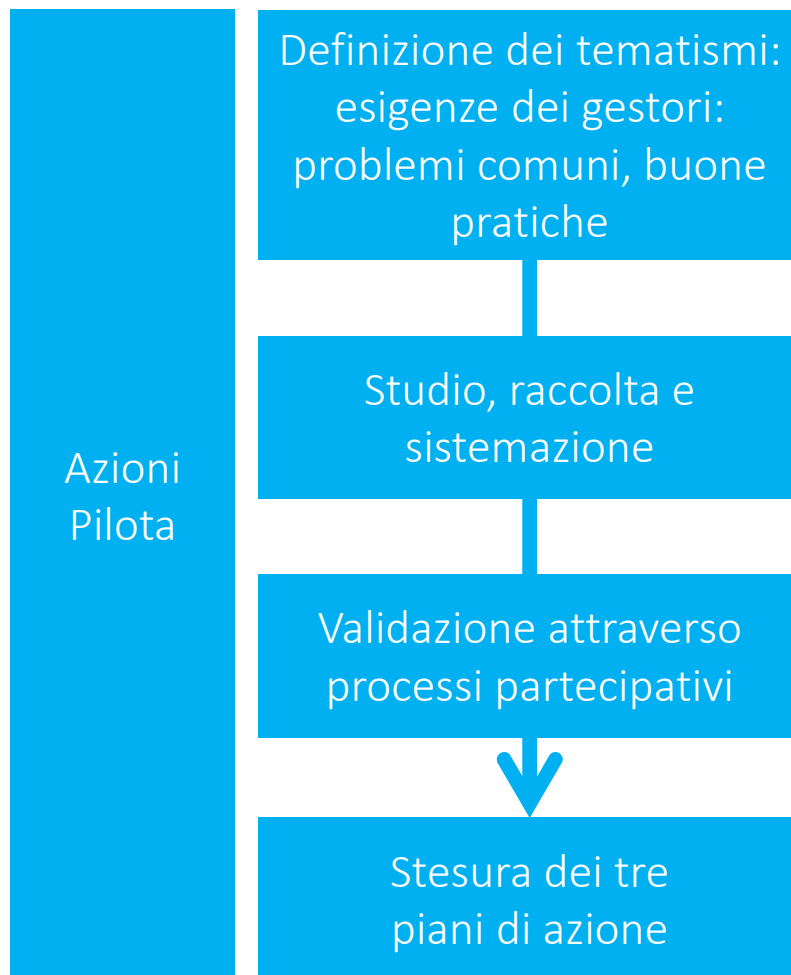 Azioni
Pilota
Definizione dei tematismi:
esigenze dei gestori:
problemi comuni, buone
pratiche
Studio, raccolta e
sistemazione
Validazione attraverso
processi partecipativi
Stesura dei tre
piani di azione